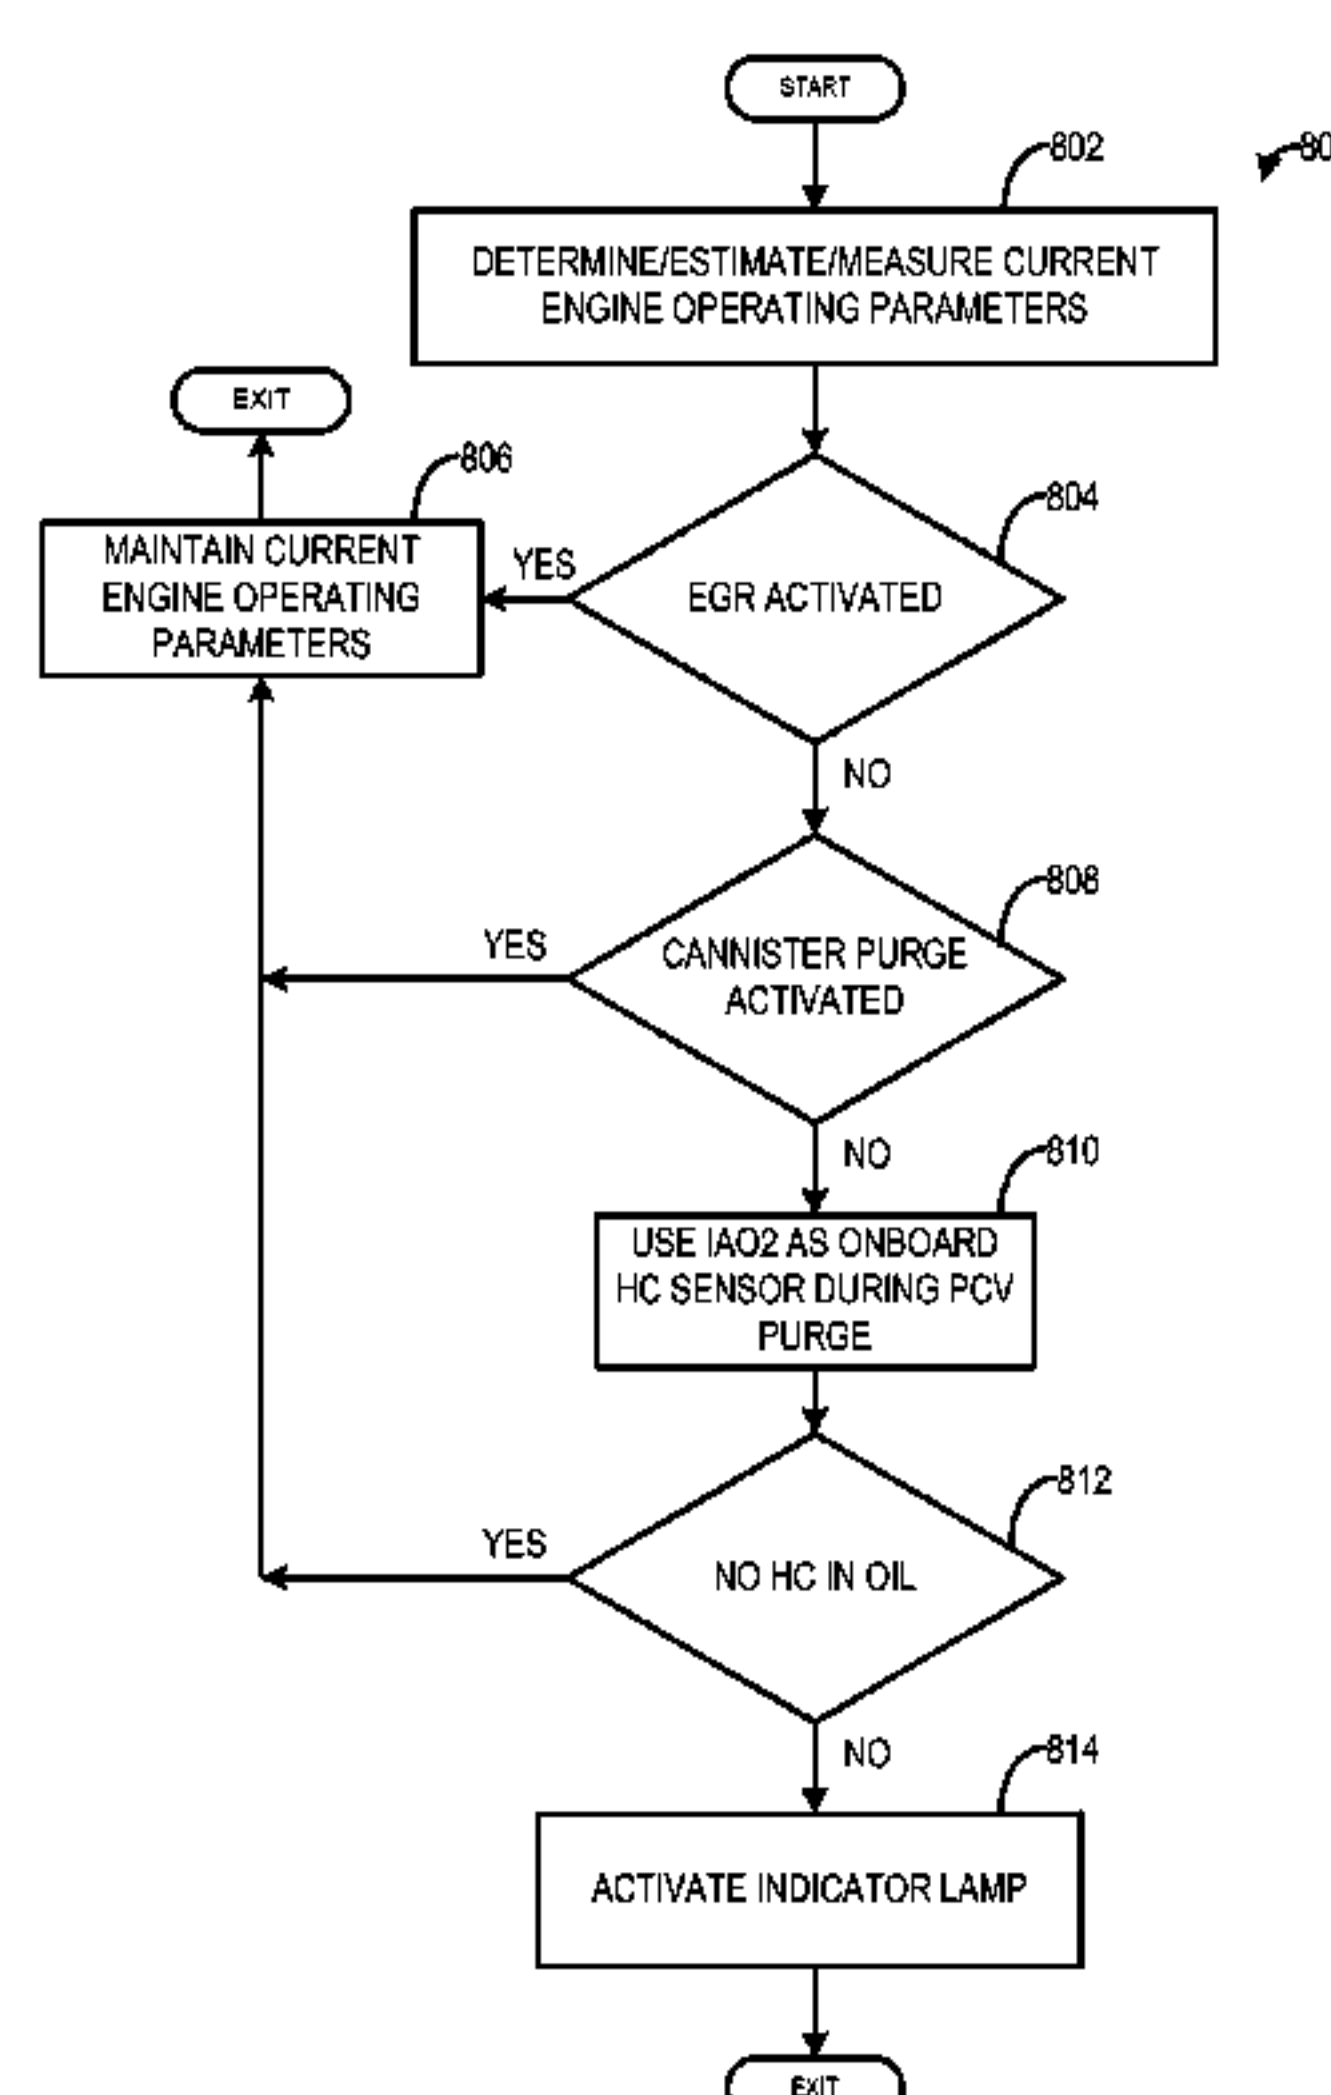 START
802
80
DETERMINE/ESTIMATE/MEASURE CURRENT
ENGINE OPERATING PARAMETERS
EXIT
806
804
MAINTAIN CURRENT
ENGINE OPERATING
PARAMETERS
YES
EGR ACTIVATED
NO
808
YES
CANNISTER PURGE
ACTIVATED
NO
810
USE IAO2 AS ONBOARD
HC SENSOR DURING PCV
PURGE
812
YES
NO HC IN OIL
NO
814
ACTIVATE INDICATOR LAMP
EXIT